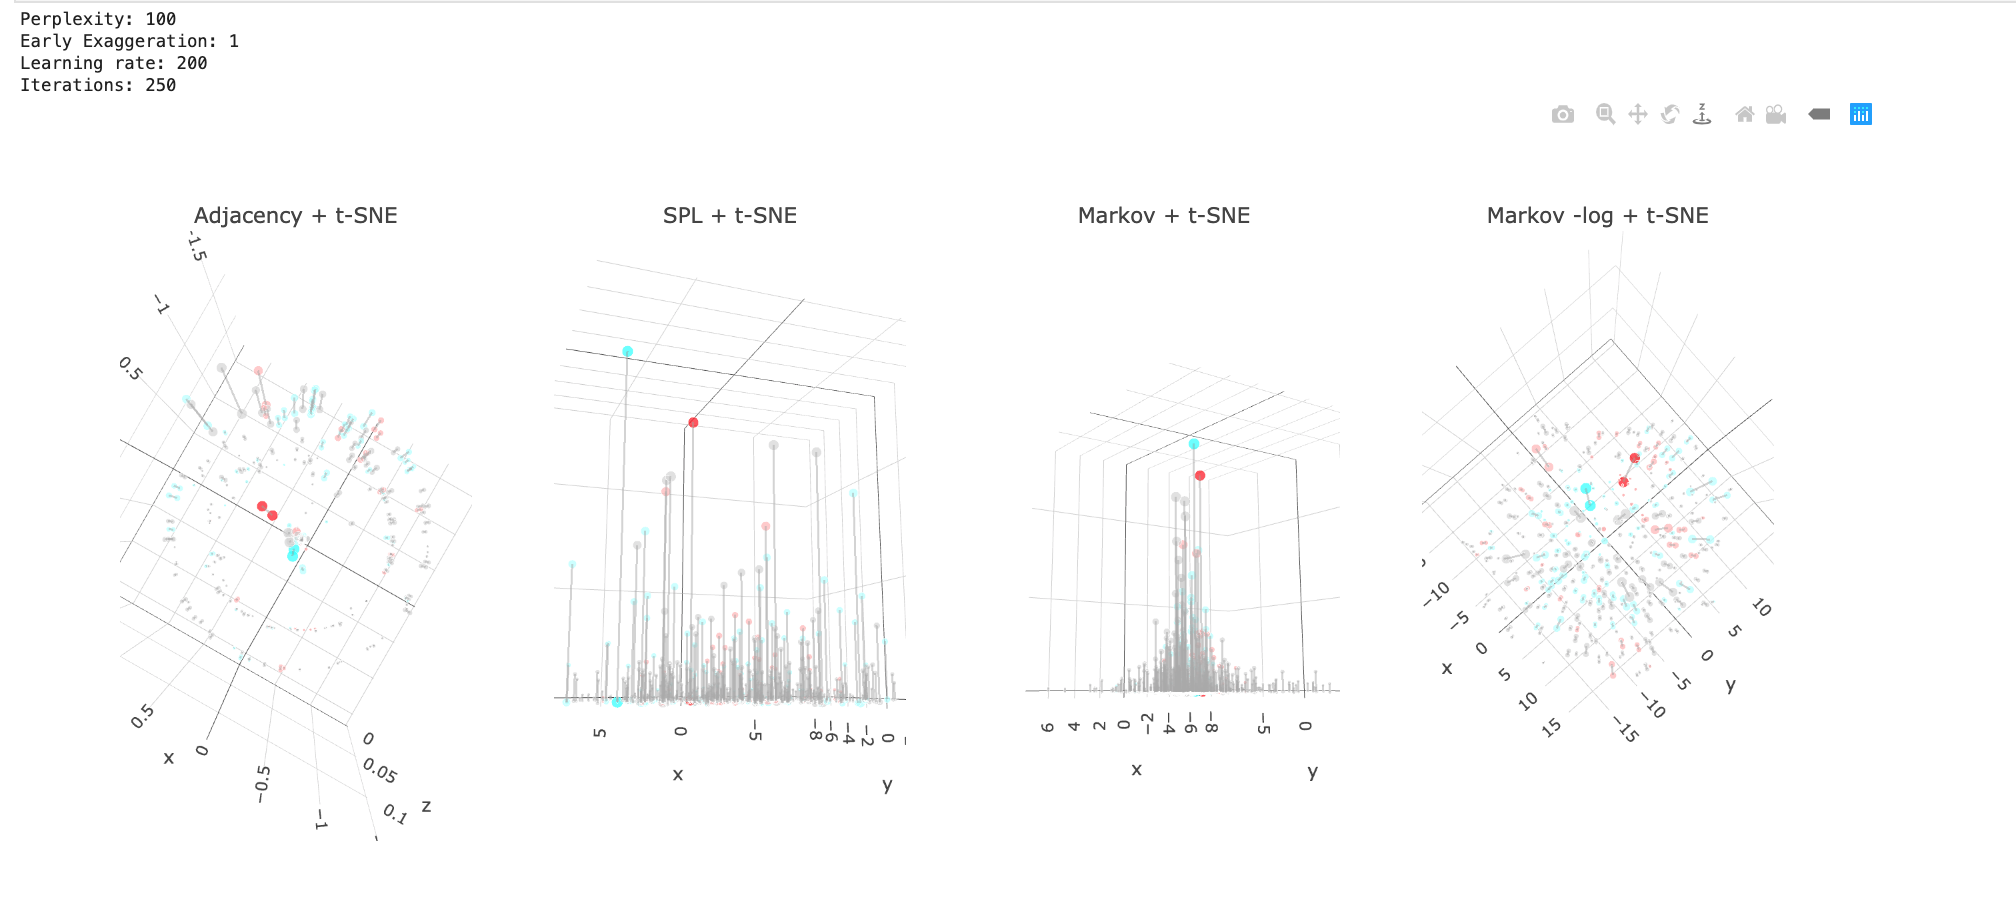 Perplexity: 100
Early Exaggeration: 1
Learning rate: 200
Iterations: 250
z
Adjacency + t-SNE
SPL + t-SNE
Markov + t-SNE
Markov -log + t-SNE
-1.5
−1
0.5
0.5
x
0
−0.5
−1
0
0.05
0.1
z
5
0
−5
−8
−6
−4
−2
0
x
y
6
4
2
0
−2
−4
−6
−8
−5
0
x
y
−10
−5
0
5
10
15
x
10
5
0
−5
−10
−15
y